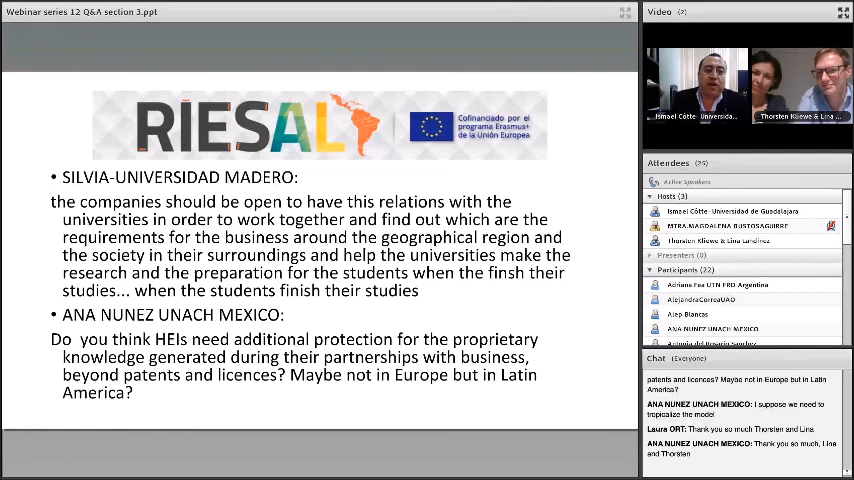 Webinar series 12 Q&A section 3.ppt
RIESAL
Cofinanciado por el
programa Erasmus+
de la Unión Europea
• SILVIA-UNIVERSIDAD MADERO:
the companies should be open to have this relations with the
universities in order to work together and find out which are the
requirements for the business around the geographical region and
the society in their surroundings and help the universities make the
research and the preparation for the students when the finsh their
studies... when the students finish their studies
• ANA NUNEZ UNACH MEXICO:
Do you think HEIs need additional protection for the proprietary
knowledge generated during their partnerships with business,
beyond patents and licences? Maybe not in Europe but in Latin
America?
Video (2)
Ismael Côtte- Universida...
Thorsten Kliewe & Lina ...
Attendees (25)
Active Speakers
Hosts (3)
Ismael Côtte- Universidad de Guadalajara
MTRA.MAGDALENA BUSTOSAGUIRRE
Thorsten Kliewe & Lina Landinez
Presenters (0)
Participants (22)
Adriana Fea UTN FRD Argentina
AlejandraCorreaUAO
Alep Blancas
ANA NUNEZ UNACH MEXICO
Antonia del Rosario Sanchez
Chat (Everyone)
patents and licences? Maybe not in Europe but in Latin
America?
ANA NUNEZ UNACH MEXICO: I suppose we need to
tropicalize the model
Laura ORT: Thank you so much Thorsten and Lina
ANA NUNEZ UNACH MEXICO: Thank you so much, Lina
and Thorsten